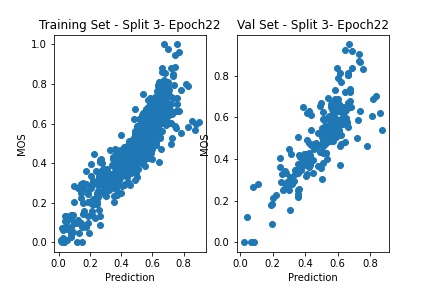 Training Set - Split 3- Epoch22
1.0
0.8
0.6
0.4
0.2
0.0
MOS
0.0 0.2 0.4 0.6 0.8
Prediction
Val Set - Split 3- Epoch22
0.8
0.6
0.4
0.2
0.0
MOS
0.0 0.2 0.4 0.6 0.8
Prediction